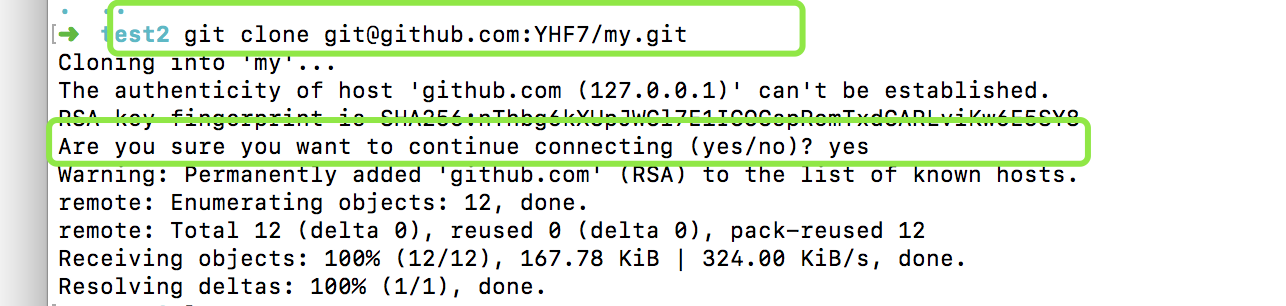 ➜ test2 git clone git@github.com:YHF7/my.git
Cloning into 'my'...
The authenticity of host 'github.com (127.0.0.1)' can't be established.
RSA key fingerprint is
Are you sure you want to continue connecting (yes/no)? yes
Warning: Permanently added 'github.com' (RSA) to the list of known hosts.
remote: Enumerating objects: 12, done.
remote: Total 12 (delta 0), reused 0 (delta 0), pack-reused 12
Receiving objects: 100% (12/12), 167.78 KiB | 324.00 KiB/s, done.
Resolving deltas: 100% (1/1), done.